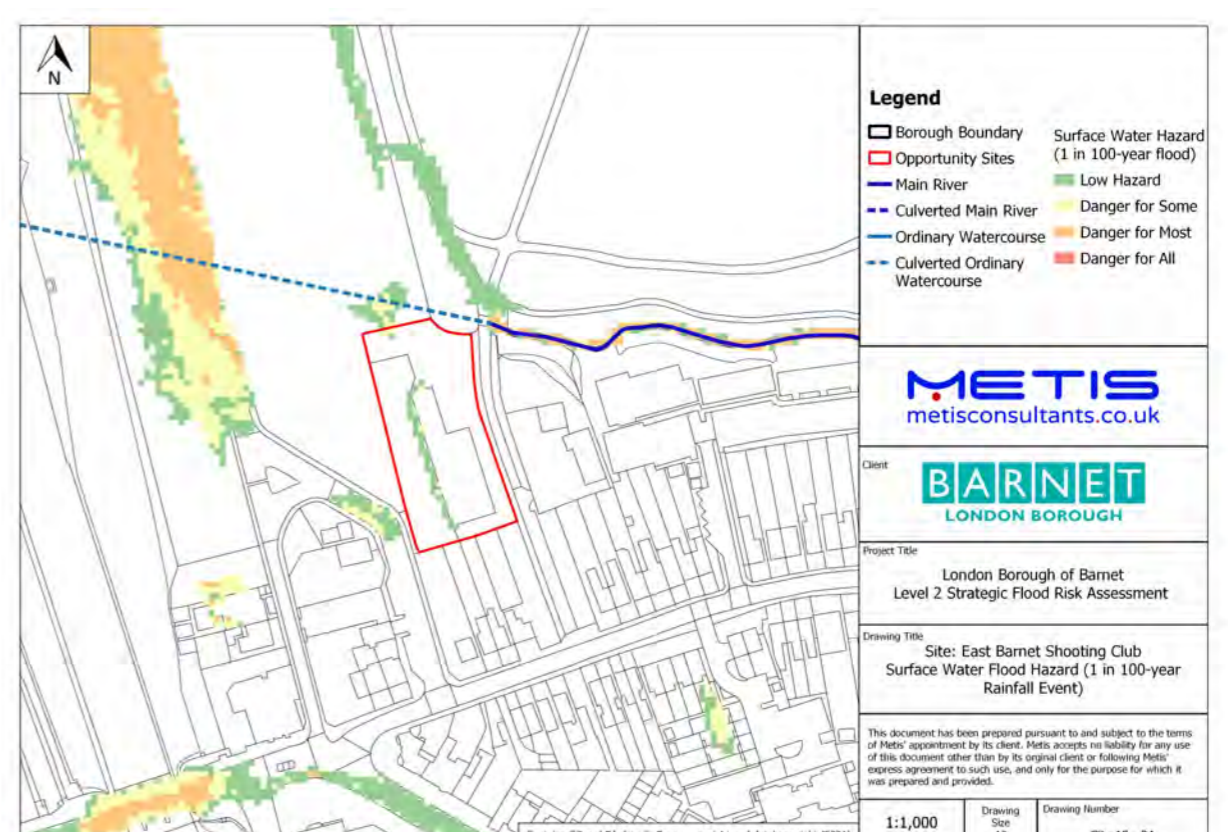 N
Legend
Borough Boundary
Opportunity Sites
Main River
Culverted Main River
Ordinary Watercourse
Culverted Ordinary
Watercourse
Surface Water Hazard
(1 in 100-year flood)
Low Hazard
Danger for Some
Danger for Most
Danger for All
METIS
metisconsultants.co.uk
Client
BARNET
LONDON BOROUGH
Project Title
London Borough of Barnet
Level 2 Strategic Flood Risk Assessment
Drawing Title
Site: East Barnet Shooting Club
Surface Water Flood Hazard (1 in 100-year
Rainfall Event)
This document has been prepared pursuant to and subject to the terms
of Metis' appointment by its client. Metis accepts no liability for any use
of this document other than by its orginal client or following Metis'
express agreement to such use, and only for the purpose for which it
was prepared and provided.
1:1,000
Drawing
Size
Drawing Number